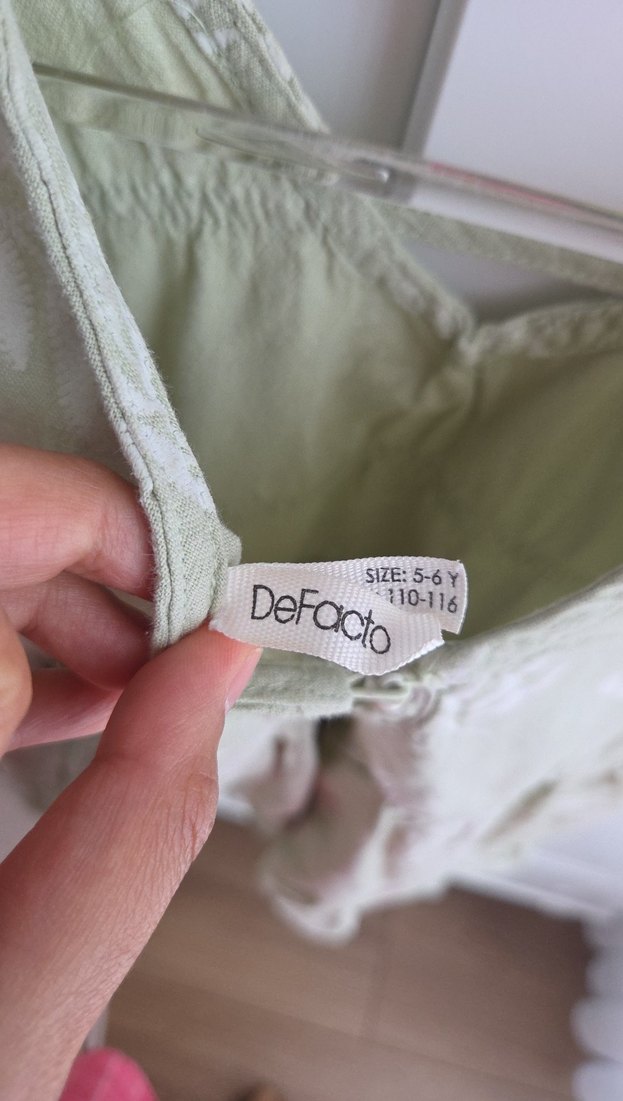 DeFacto
SIZE: 5-6 Y
110-116